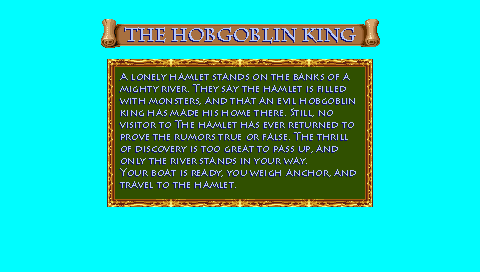 THE HOBGOBLIN KING
A LONELY HAMLET STANDS ON THE BANKS OF A
MIGHTY RIVER. THEY SAY THE HAMLET IS FILLED
WITH MONSTERS, AND THAT AN EVIL HOBGOBLIN
KING HAS MADE HIS HOME THERE. STILL, NO
VISITOR TO THE HAMLET HAS EVER RETURNED TO
PROVE THE RUMORS TRUE OR FALSE. THE THRILL
OF DISCOVERY IS TOO GREAT TO PASS UP, AND
ONLY THE RIVER STANDS IN YOUR WAY.
YOUR BOAT IS READY, YOU WEIGH ANCHOR, AND
TRAVEL TO THE HAMLET.